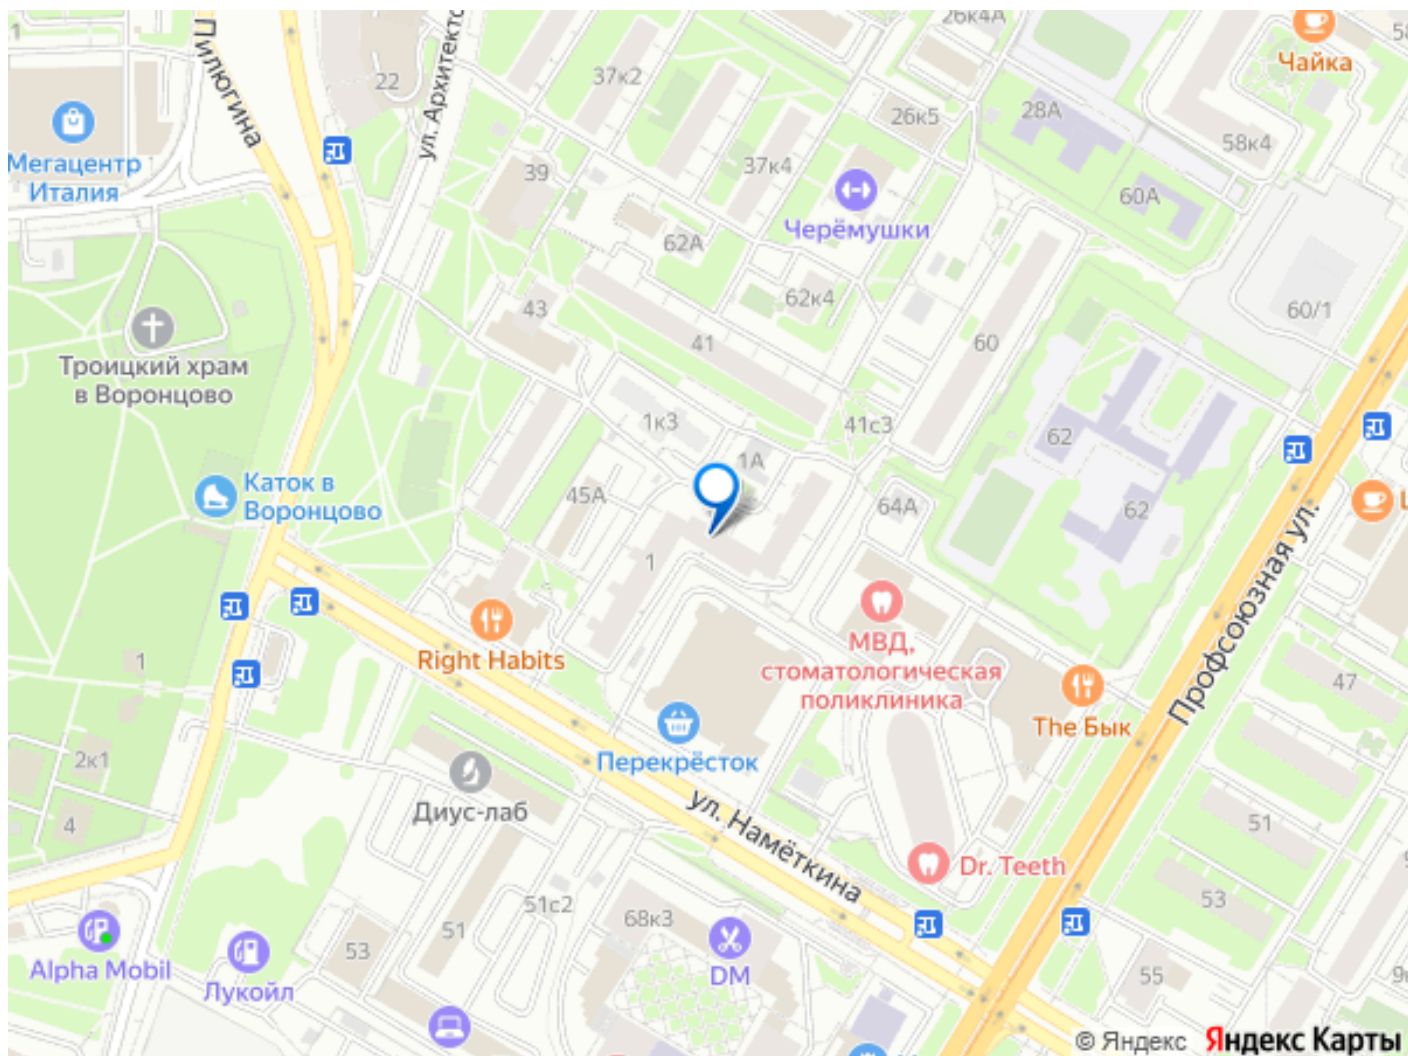 26к4А
1
Чайка
Пилюгина
37к2
22
ул. Архитекто
28А
26к5
58к4
Мегацентр
Италия
39
37к4
60А
Черёмушки
62А
62к4
43
60/1
41
60
Троицкий храм
в Воронцово
1к3
41с3
62
1А
Каток в
Воронцово
45А
64А
62
1
Профсоюзная ул.
МВД,
стоматологическая
поликлиника
Right Habits
1
47
The Бык
Перекрёсток
2к1
Диус-лаб
ул. Намёткина
4
51
Dr. Teeth
53
51с2
68к3
51
53
Alpha Mobil
Лукойл
DM
55
© Яндекс Яндекс Карты